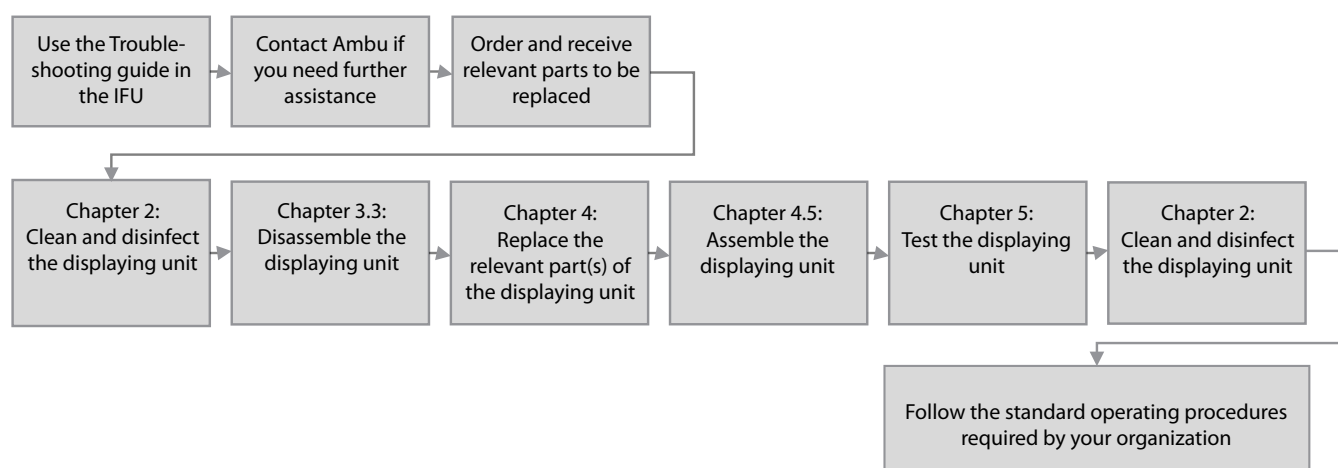 Use the Trouble-
shooting guide in
the IFU
Contact Ambu if
you need further
assistance
Order and receive
relevant parts to be
replaced
Chapter 2:
Clean and disinfect
the displaying unit
Chapter 3.3:
Disassemble the
displaying unit
Chapter 4:
Replace the
relevant part(s) of
the displaying unit
Chapter 4.5:
Assemble the
displaying unit
Chapter 5:
Test the displaying
unit
Chapter 2:
Clean and disinfect
the displaying unit
Follow the standard operating procedures
required by your organization